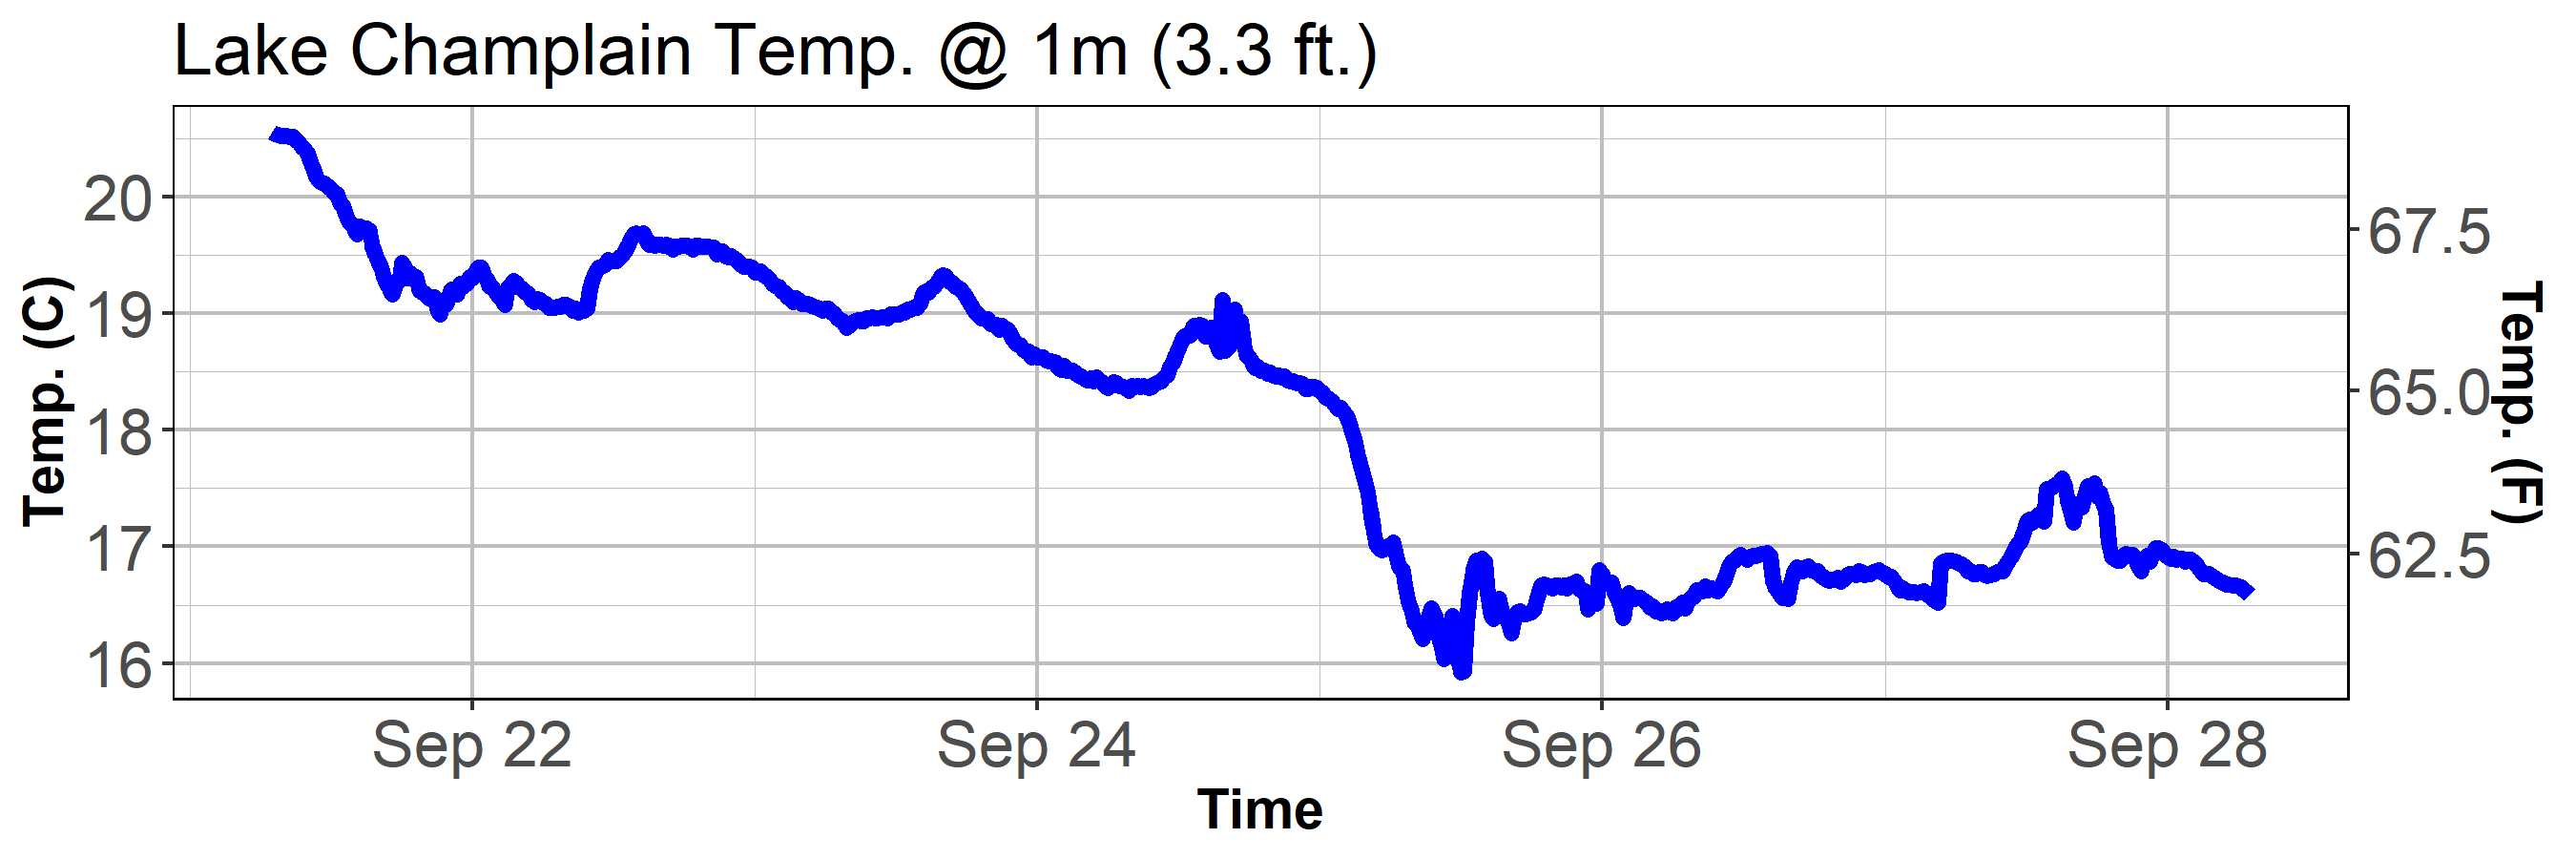 Lake Champlain Temp. @ 1m (3.3 ft.)
Temp. (C)
20
19
18
17
16
67.5
65.0
62.5
Temp. (F)
Sep 22
Sep 24
Sep 26
Sep 28
Time